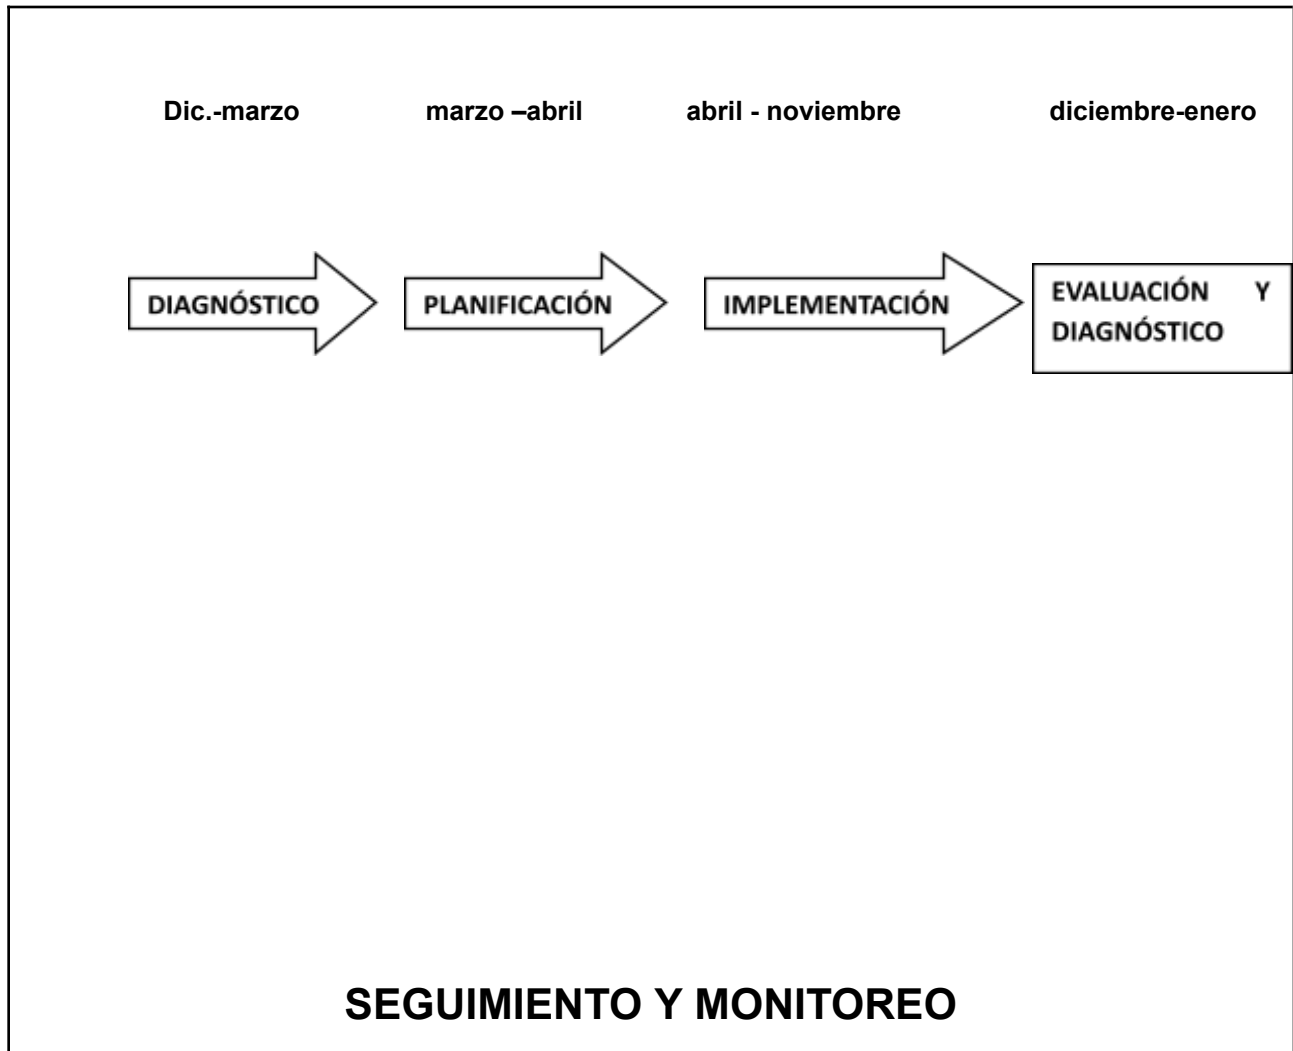 Dic.-marzo marzo –abril abril - noviembre diciembre-enero
DIAGNÓSTICO PLANIFICACIÓN IMPLEMENTACIÓN EVALUACIÓN Y
DIAGNÓSTICO
SEGUIMIENTO Y MONITOREO